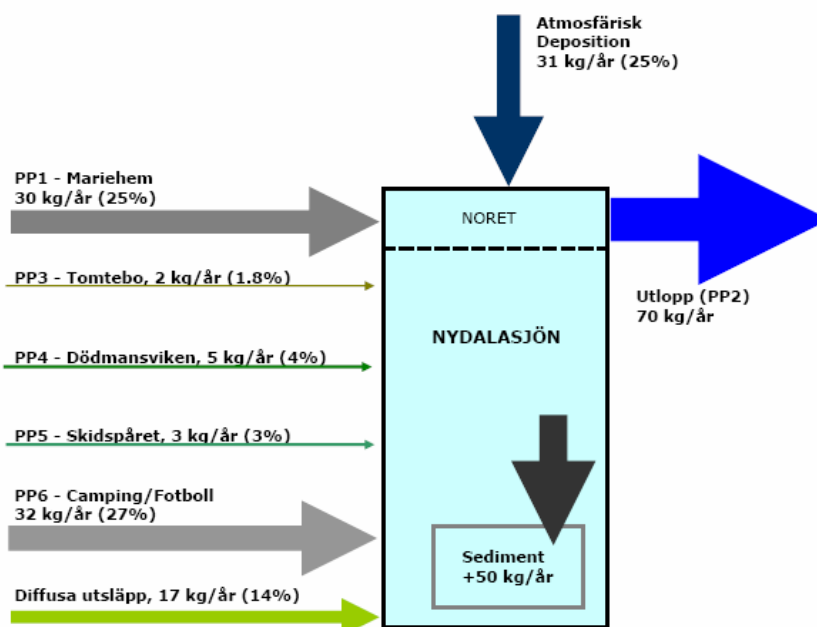 Atmosfärisk
Deposition
31 kg/år (25%)
PP1 - Mariehem
30 kg/år (25%)
NORET
PP3 - Tomtebo, 2 kg/år (1.8%)
Utlopp (PP2)
70 kg/år
NYDALASJÖN
PP4 - Dödmansviken, 5 kg/år (4%)
PP5 - Skidspåret, 3 kg/år (3%)
PP6 - Camping/Fotboll
32 kg/år (27%)
Sediment
+50 kg/år
Diffusa utsläpp, 17 kg/år (14%)